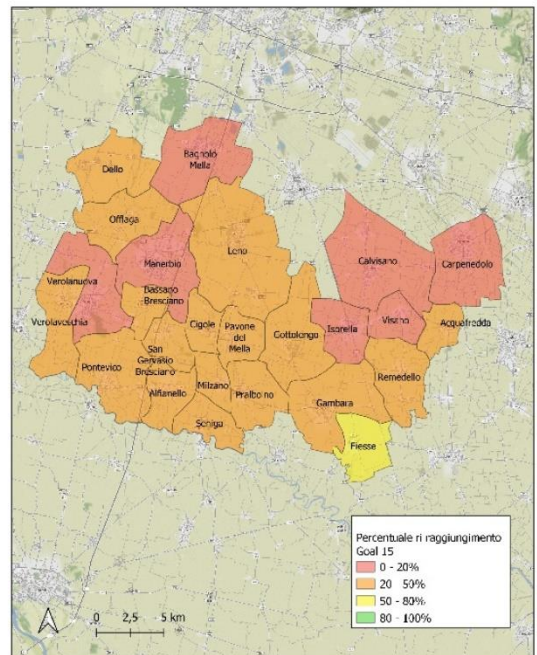 Bagnolo
Mella
Dello
Offlaga
Leno
Manerbio
Calvisano
Carpenedolo
Verolanuova
Bassano
Bresciano
Verolavecchia
Cigole
Pavone
del
Mella
Gottolengo
Isorella
Visano
Acquafredda
San
Gervasio
Bresciano
Pontevico
Remedello
Alfianello
Milzano
Pralboino
Gambara
Seniga
Fiesse
Percentuale ri raggiungimento
Goal 15
0 - 20%
20 - 50%
50 - 80%
80 - 100%
0 2,5 5 km